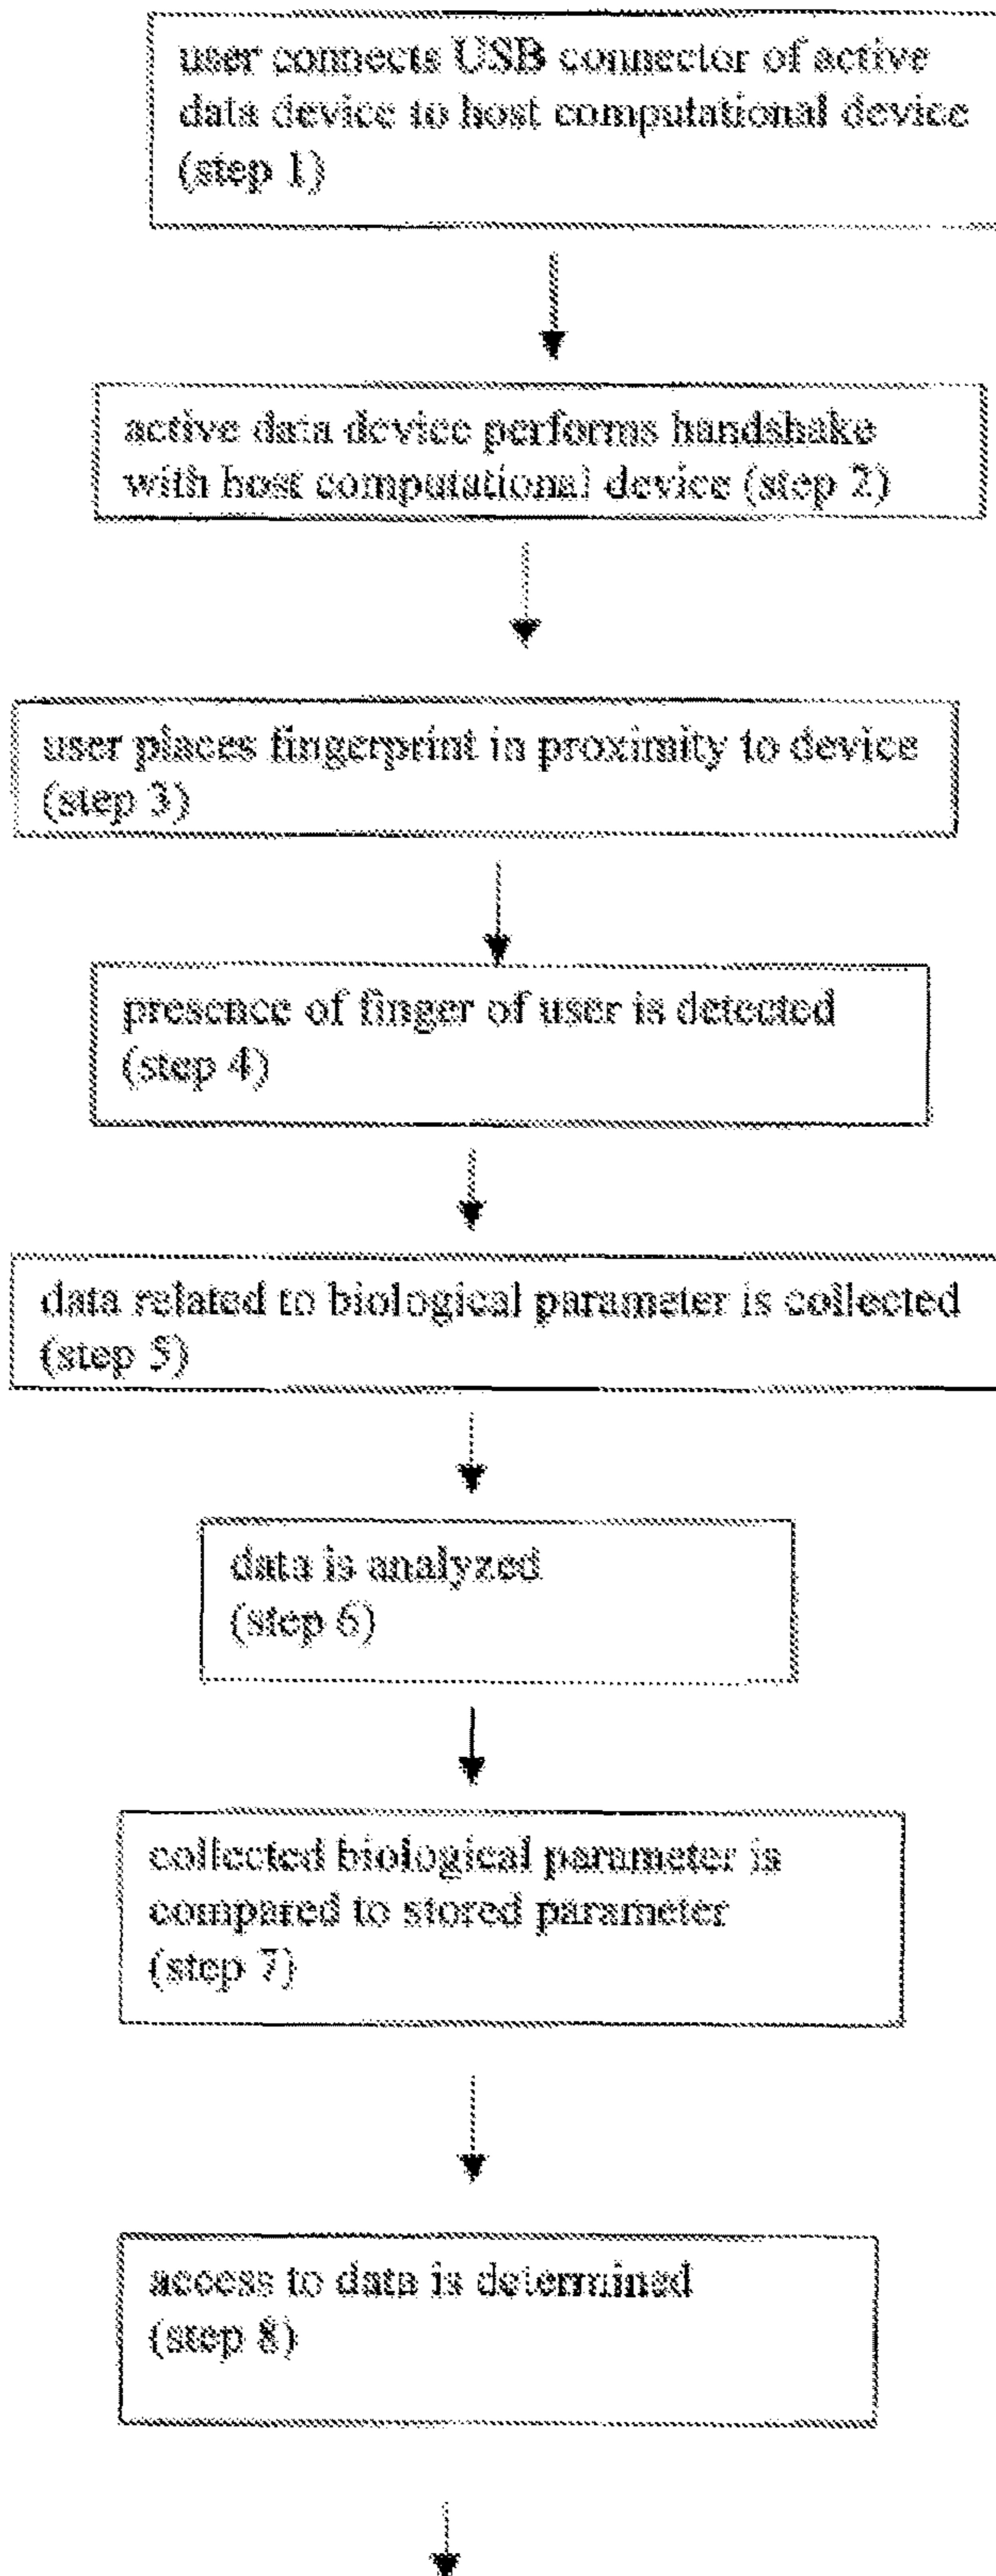 user connects USB connector of active
data device to host computational device
(step 1)
active data device performs handshake
with host computational device (step 2)
user places fingerprint in proximity to device
(step 3)
presence of finger of user is detected
(step 4)
data related to biological parameter is collected
(step 5)
data is analyzed
(step 6)
collected biological parameter is
compared to stored parameter
(step 7)
access to data is determined
(step 8)